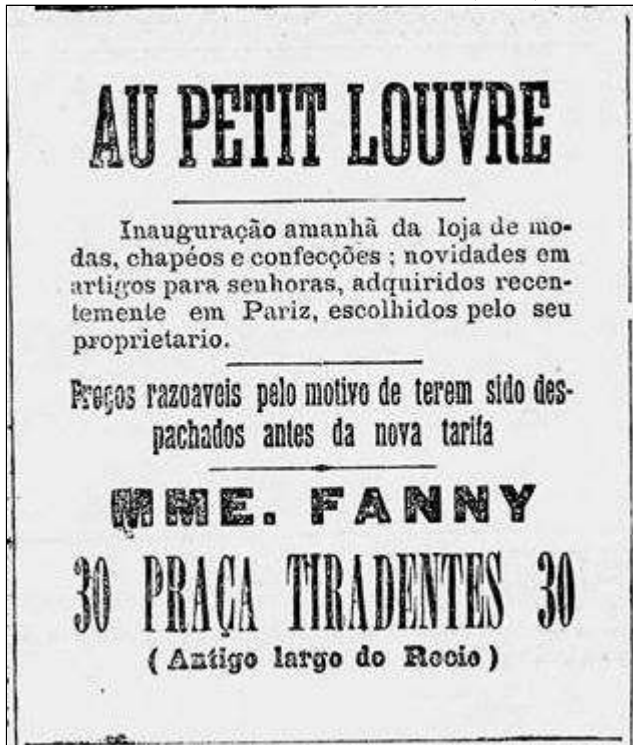 AU PETIT LOUVRE
Inauguração amanhã da loja de mo-
das, chapéos e confecções ; novidades em
artigos para senhoras, adquiridos recen-
temente em Pariz, escolhidos pelo seu
proprietario.
Preços razoaveis pelo motivo de terem sido des-
pachados antes da nova tarifa
MME. FANNY
30 PRAÇA TIRADENTES 30
( Antigo largo do Rocio )